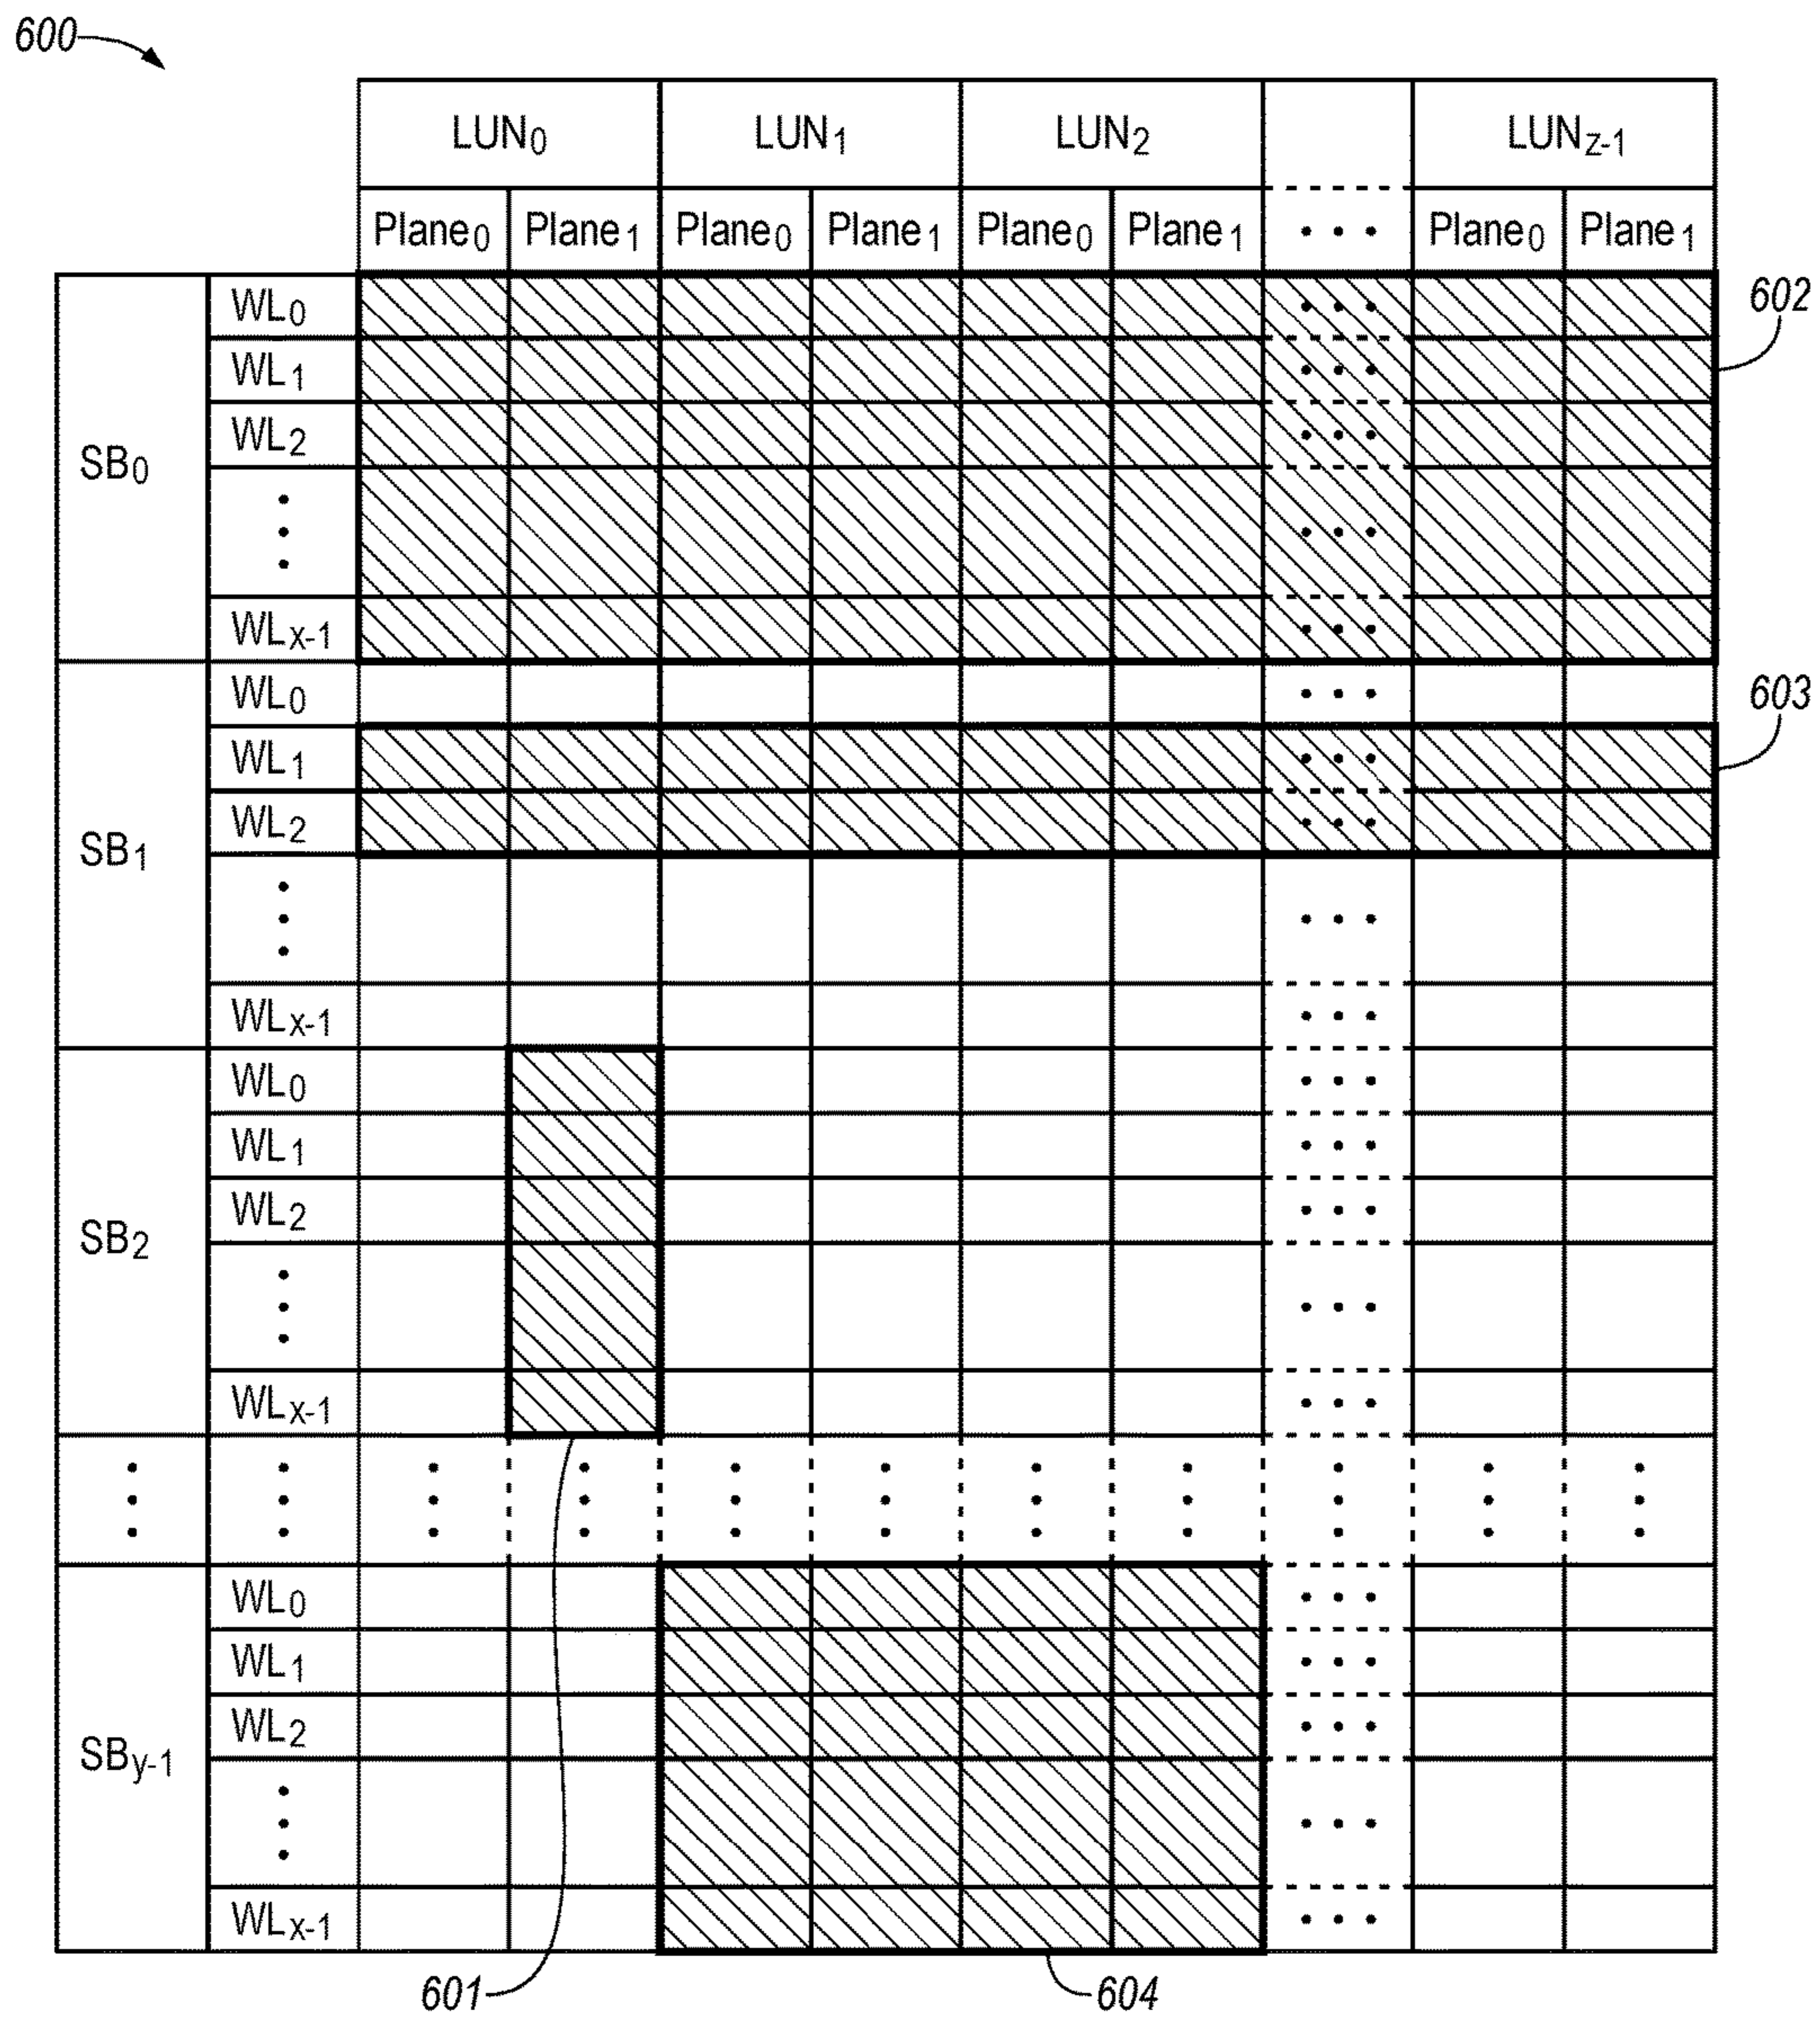 600
LUN0 LUN1 LUN2 LUNz-1
Plane0 Plane1 Plane0 Plane1 Plane0 Plane1 ... Plane0 Plane1
WL0 ... 602
WL1 ...
SB0 WL2 ...
⋮ ...
WLx-1 ...
WL0 ... 603
WL1 ...
SB1 WL2 ...
⋮ ...
WLx-1 ...
WL0 ...
WL1 ...
SB2 WL2 ...
⋮ ...
WLx-1 ...
⋮ ⋮ ⋮ ⋮ ⋮ ⋮ ⋮ ⋮ ⋮ ⋮ ⋮
WL0 ...
WL1 ...
SBy-1 WL2 ...
⋮ ...
WLx-1 ...
601 604